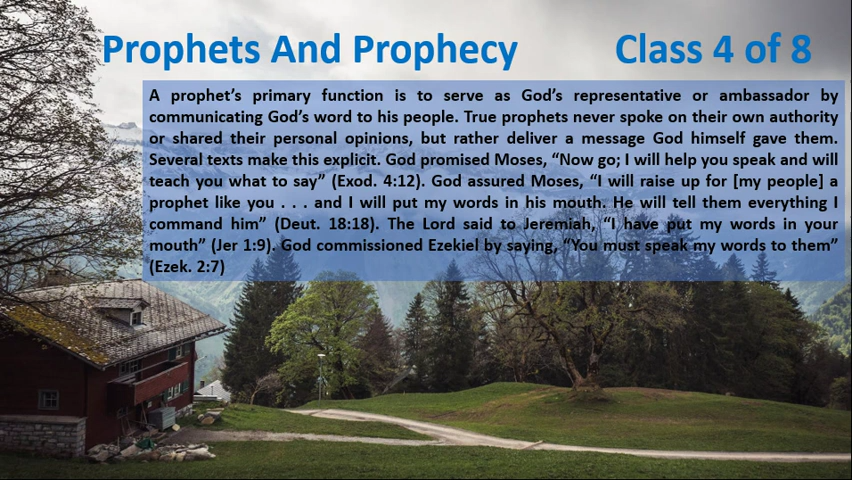 Prophets And Prophecy Class 4 of 8
A prophet’s primary function is to serve as God’s representative or ambassador by
communicating God’s word to his people. True prophets never spoke on their own authority
or shared their personal opinions, but rather deliver a message God himself gave them.
Several texts make this explicit. God promised Moses, “Now go; I will help you speak and will
teach you what to say” (Exod. 4:12). God assured Moses, “I will raise up for [my people] a
prophet like you . . . and I will put my words in his mouth. He will tell them everything I
command him” (Deut. 18:18). The Lord said to Jeremiah, “I have put my words in your
mouth” (Jer 1:9). God commissioned Ezekiel by saying, “You must speak my words to them”
(Ezek. 2:7)